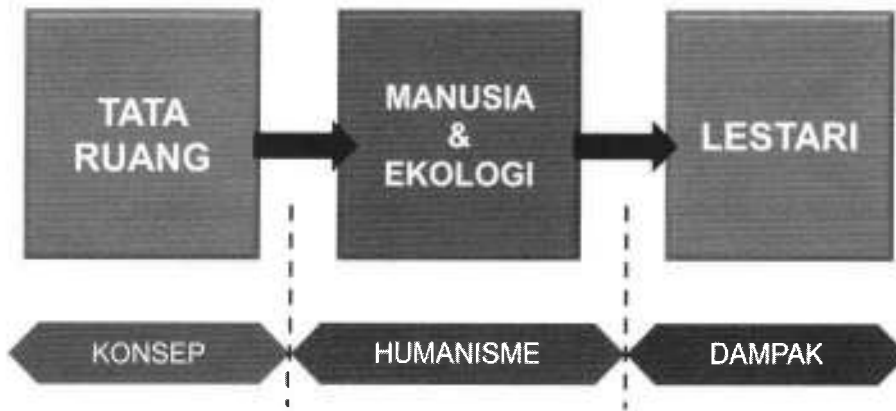 TATA
RUANG
MANUSIA
&
EKOLOGI
LESTARI
KONSEP
HUMANISME
DAMPAK